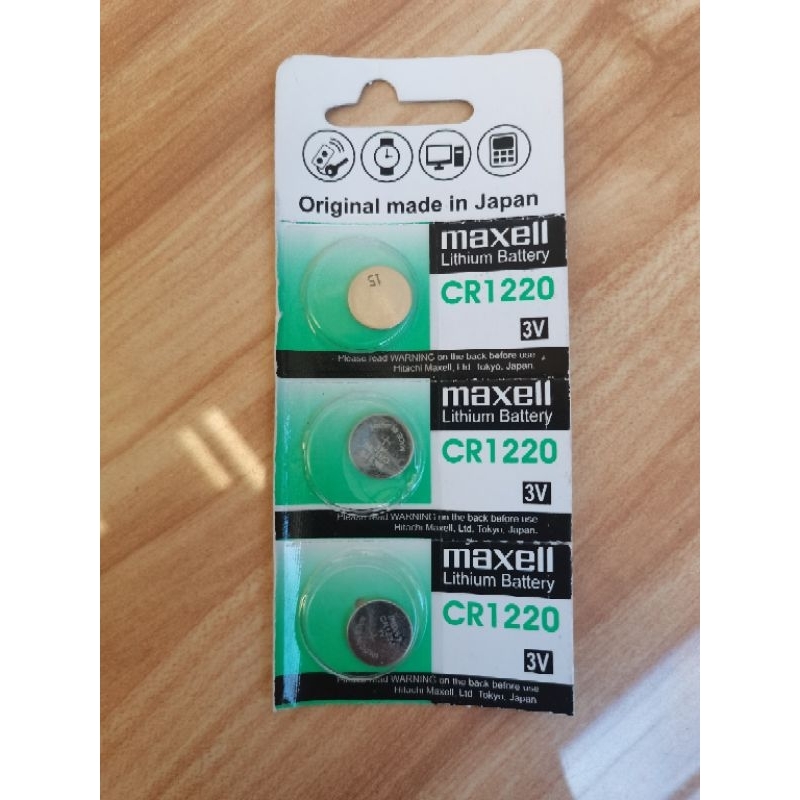 Original made in Japan
maxell
Lithium Battery
CR1220
3V
15
Please read WARNING on the back before use
Hitachi Maxell, Ltd. Tokyo, Japan.
maxell
Lithium Battery
CR1220
3V
Please read WARNING on the back before use
Hitachi Maxell, Ltd. Tokyo, Japan.
maxell
Lithium Battery
CR1220
3V
Please read WARNING on the back before use
Hitachi Maxell, Ltd. Tokyo, Japan